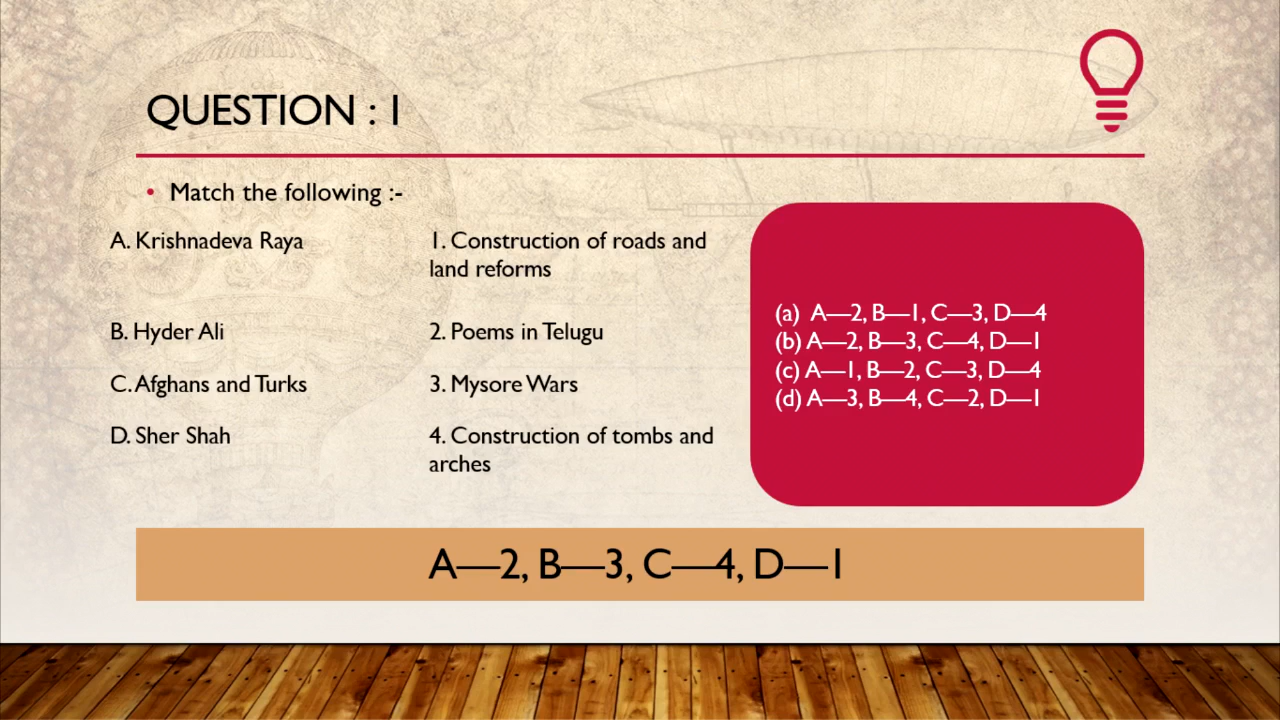 QUESTION : 1
• Match the following :-
A. Krishnadeva Raya
1. Construction of roads and
land reforms
B. Hyder Ali
2. Poems in Telugu
C. Afghans and Turks
3. Mysore Wars
D. Sher Shah
4. Construction of tombs and
arches
(a) A—2, B—1, C—3, D—4
(b) A—2, B—3, C—4, D—1
(c) A—1, B—2, C—3, D—4
(d) A—3, B—4, C—2, D—1
A—2, B—3, C—4, D—1